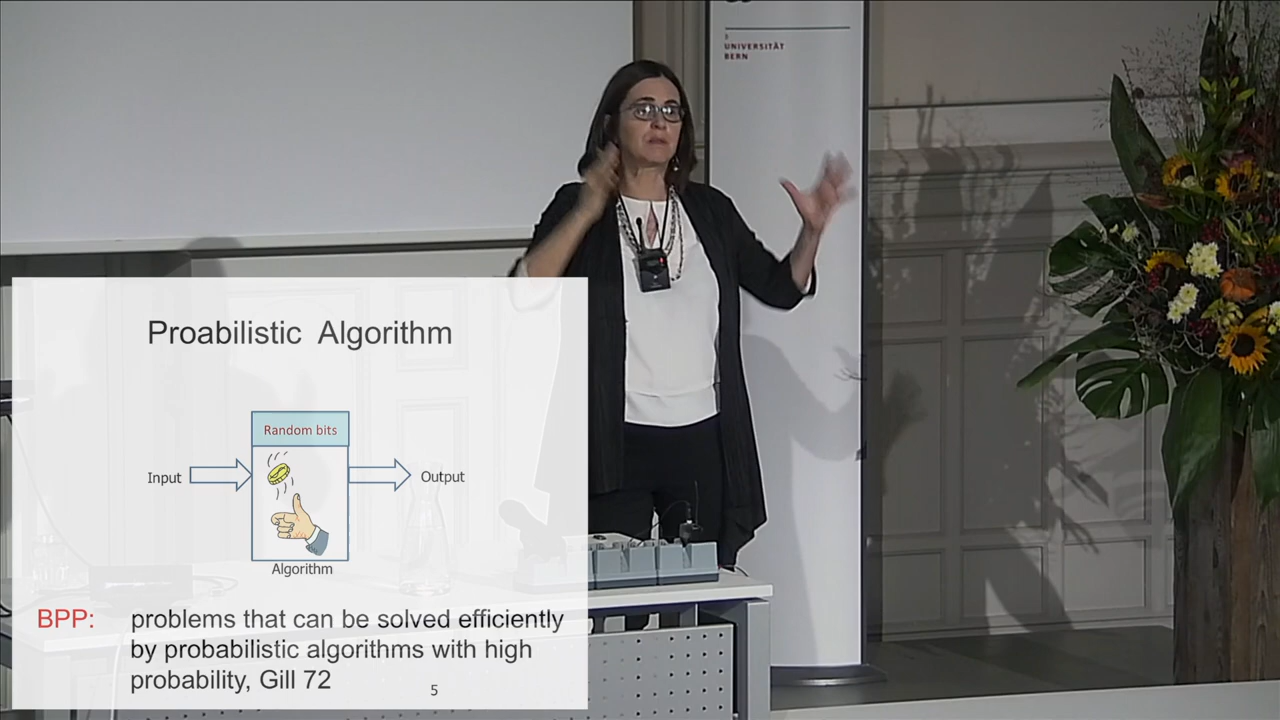 UNIVERSITÄT
BERN
Proabilistic Algorithm
Random bits
Input
Output
Algorithm
BPP: problems that can be solved efficiently
by probabilistic algorithms with high
probability, Gill 72
5